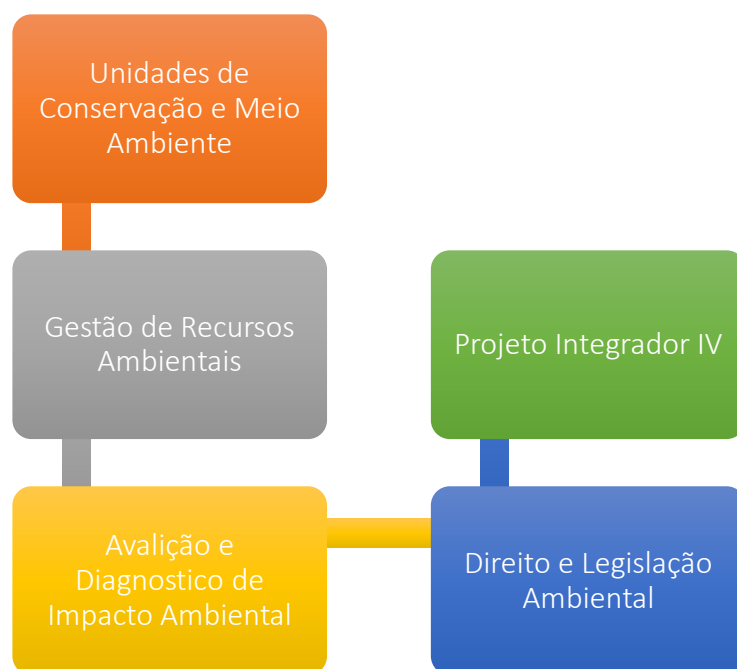 Unidades de
Conservação e Meio
Ambiente
Gestão de Recursos
Ambientais
Avalição e
Diagnostico de
Impacto Ambiental
Direito e Legislação
Ambiental
Projeto Integrador IV